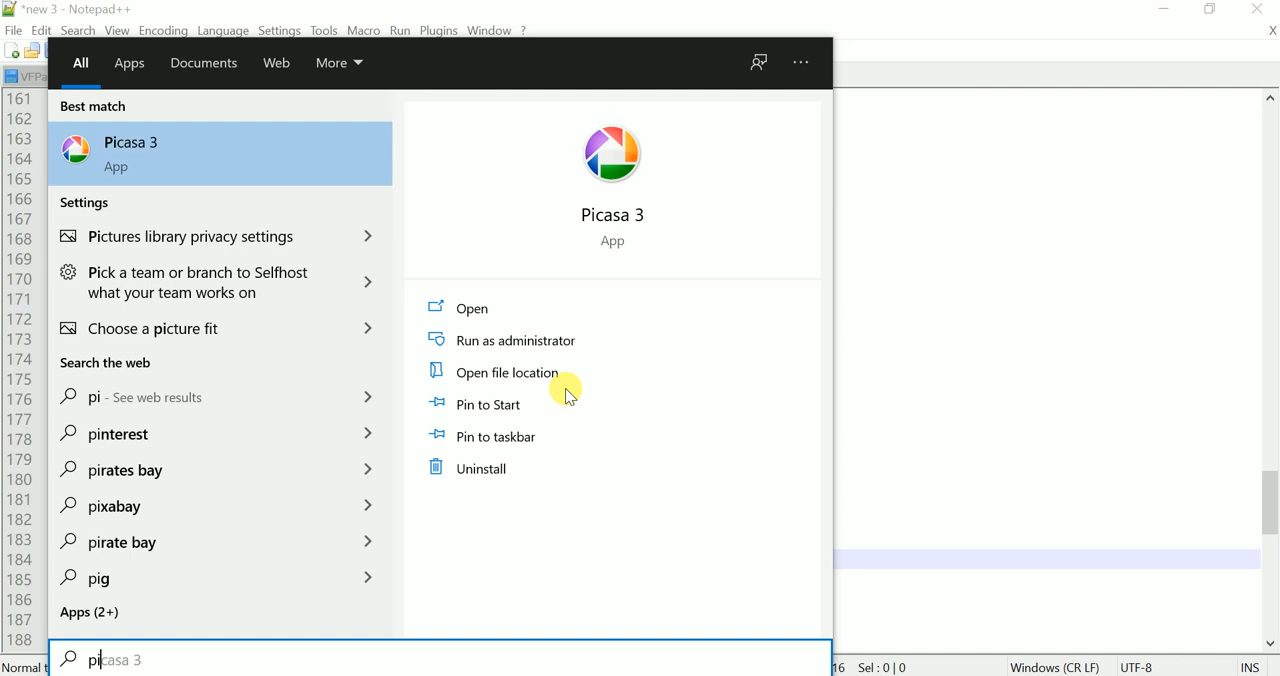 *new 3 - Notepad++
File Edit Search View Encoding Language Settings Tools Macro Run Plugins Window ? X
VFPa
All Apps Documents Web More
Best match
Picasa 3
App
Settings
Pictures library privacy settings
Pick a team or branch to Selfhost
what your team works on
Choose a picture fit
Search the web
pi - See web results
pinterest
pirates bay
pixabay
pirate bay
pig
Apps (2+)
picasa 3
Picasa 3
App
Open
Run as administrator
Open file location
Pin to Start
Pin to taskbar
Uninstall
161
162
163
164
165
166
167
168
169
170
171
172
173
174
175
176
177
178
179
180
181
182
183
184
185
186
187
188
Normal t 16 Sel : 0 | 0 Windows (CR LF) UTF-8 INS